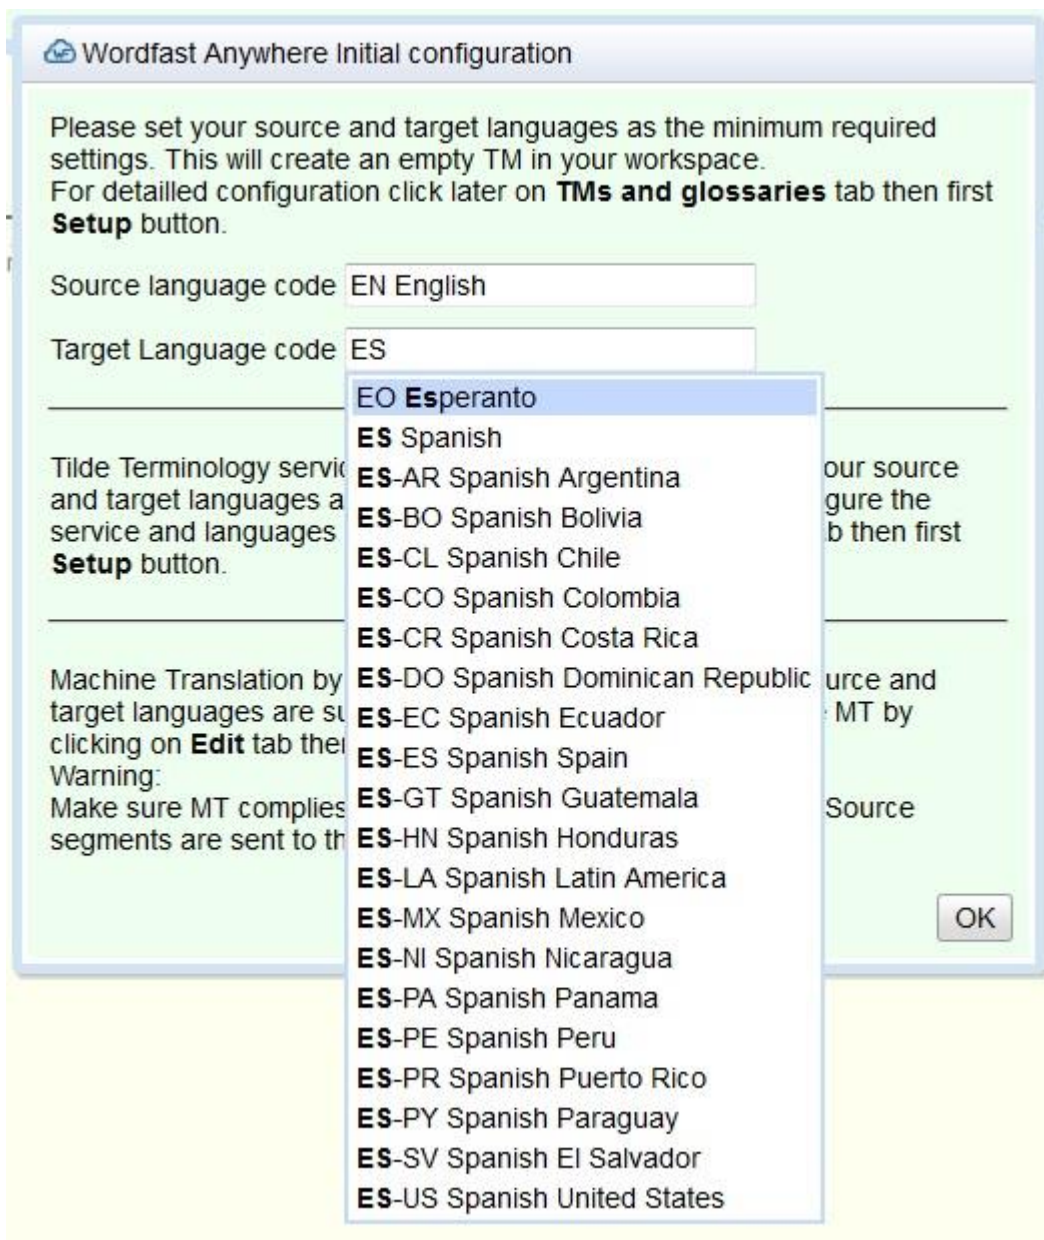 Wordfast Anywhere Initial configuration
Please set your source and target languages as the minimum required
settings. This will create an empty TM in your workspace.
For detailled configuration click later on TMs and glossaries tab then first
Setup button.
Source language code EN English
Target Language code ES
EO Esperanto
ES Spanish
ES-AR Spanish Argentina
ES-BO Spanish Bolivia
ES-CL Spanish Chile
ES-CO Spanish Colombia
ES-CR Spanish Costa Rica
ES-DO Spanish Dominican Republic
ES-EC Spanish Ecuador
ES-ES Spanish Spain
ES-GT Spanish Guatemala
ES-HN Spanish Honduras
ES-LA Spanish Latin America
ES-MX Spanish Mexico
ES-NI Spanish Nicaragua
ES-PA Spanish Panama
ES-PE Spanish Peru
ES-PR Spanish Puerto Rico
ES-PY Spanish Paraguay
ES-SV Spanish El Salvador
ES-US Spanish United States
Tilde Terminology our source
and target languages gure the
service and languages then first
Setup button.
Machine Translation by and
target languages are MT by
clicking on Edit tab
Warning:
Make sure MT complies Source
segments are sent to
OK